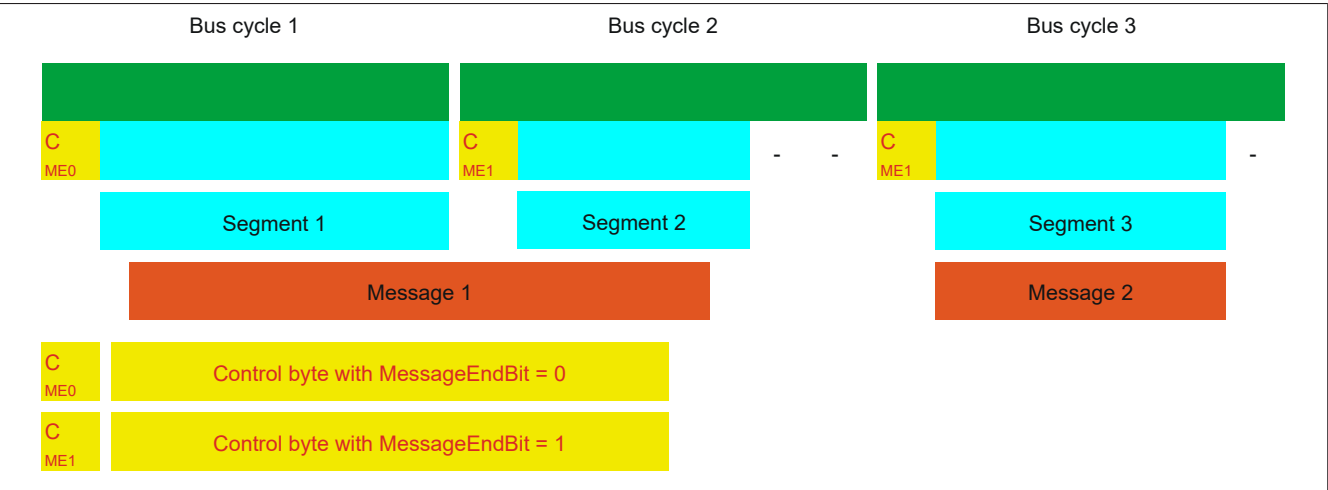 Bus cycle 1 Bus cycle 2 Bus cycle 3
C C - - C -
ME0 ME1 ME1
Segment 1 Segment 2 Segment 3
Message 1 Message 2
C
ME0
Control byte with MessageEndBit = 0
C
ME1
Control byte with MessageEndBit = 1